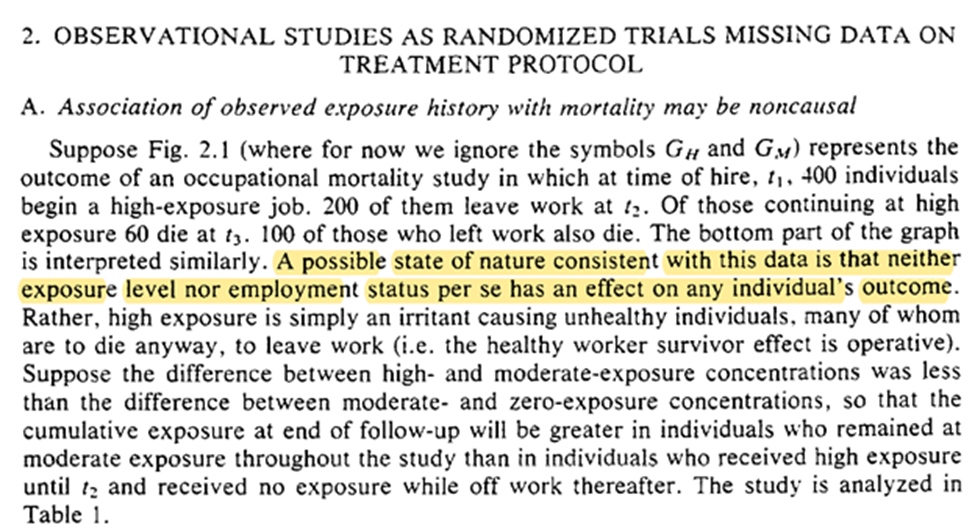 2. OBSERVATIONAL STUDIES AS RANDOMIZED TRIALS MISSING DATA ON
TREATMENT PROTOCOL
A. Association of observed exposure history with mortality may be noncausal
Suppose Fig. 2.1 (where for now we ignore the symbols G_H and G_M) represents the
outcome of an occupational mortality study in which at time of hire, t₁, 400 individuals
begin a high-exposure job. 200 of them leave work at t₂. Of those continuing at high
exposure 60 die at t₃. 100 of those who left work also die. The bottom part of the graph
is interpreted similarly. A possible state of nature consistent with this data is that neither
exposure level nor employment status per se has an effect on any individual's outcome.
Rather, high exposure is simply an irritant causing unhealthy individuals, many of whom
are to die anyway, to leave work (i.e. the healthy worker survivor effect is operative).
Suppose the difference between high- and moderate-exposure concentrations was less
than the difference between moderate- and zero-exposure concentrations, so that the
cumulative exposure at end of follow-up will be greater in individuals who remained at
moderate exposure throughout the study than in individuals who received high exposure
until t₂ and received no exposure while off work thereafter. The study is analyzed in
Table 1.